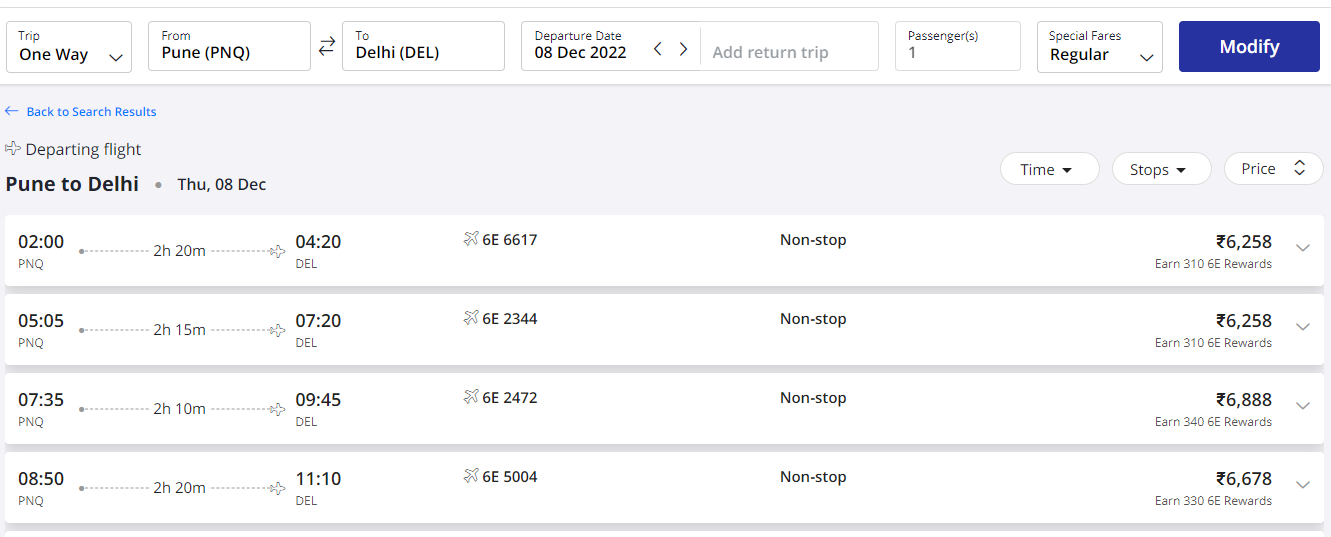 Trip
One Way
From
Pune (PNQ)
To
Delhi (DEL)
Departure Date
08 Dec 2022
Add return trip
Passenger(s)
1
Special Fares
Regular
Modify
Back to Search Results
Departing flight
Pune to Delhi • Thu, 08 Dec
Time
Stops
Price
02:00 2h 20m 04:20 6E 6617 Non-stop ₹6,258
PNQ DEL Earn 310 6E Rewards
05:05 2h 15m 07:20 6E 2344 Non-stop ₹6,258
PNQ DEL Earn 310 6E Rewards
07:35 2h 10m 09:45 6E 2472 Non-stop ₹6,888
PNQ DEL Earn 340 6E Rewards
08:50 2h 20m 11:10 6E 5004 Non-stop ₹6,678
PNQ DEL Earn 330 6E Rewards